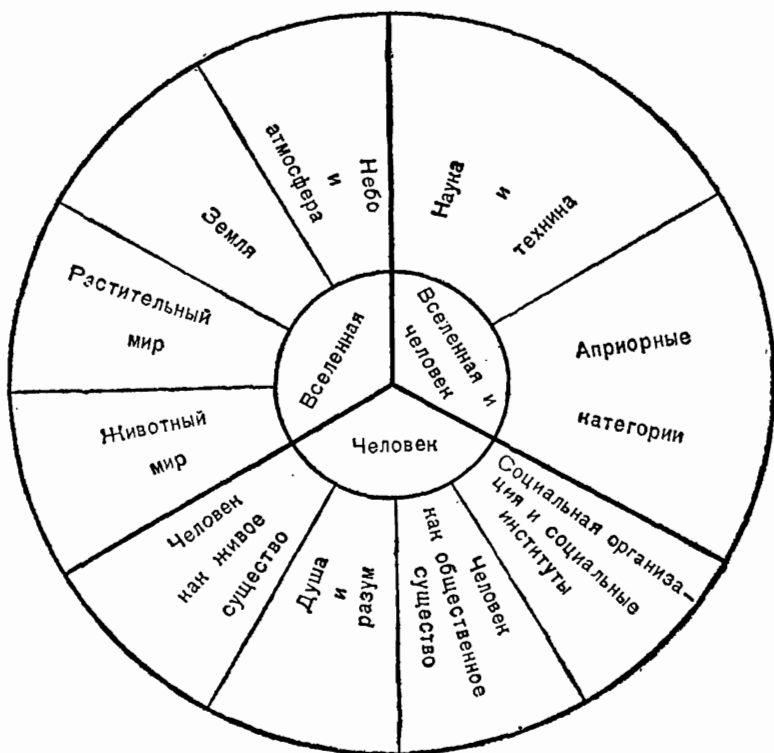 Небо
и
атмосфера
Земля
Растительный
мир
Животный
мир
Вселенная
Наука
и
техника
Априорные
категории
Вселенная и
человек
Человек
Человек
как живое
существо
Душа
и
разум
Человек
как общественное
существо
Социальная организа-
ция и социальные
институты